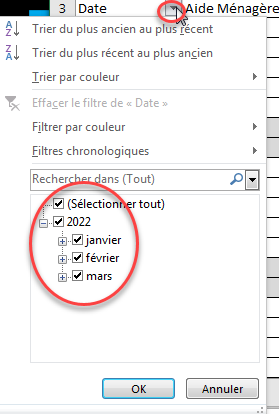 3 Date Aide Ménagère
Trier du plus ancien au plus récent
Trier du plus récent au plus ancien
Trier par couleur
Effacer le filtre de « Date »
Filtrer par couleur
Filtres chronologiques
Rechercher dans (Tout)
(Sélectionner tout)
2022
janvier
février
mars
OK Annuler